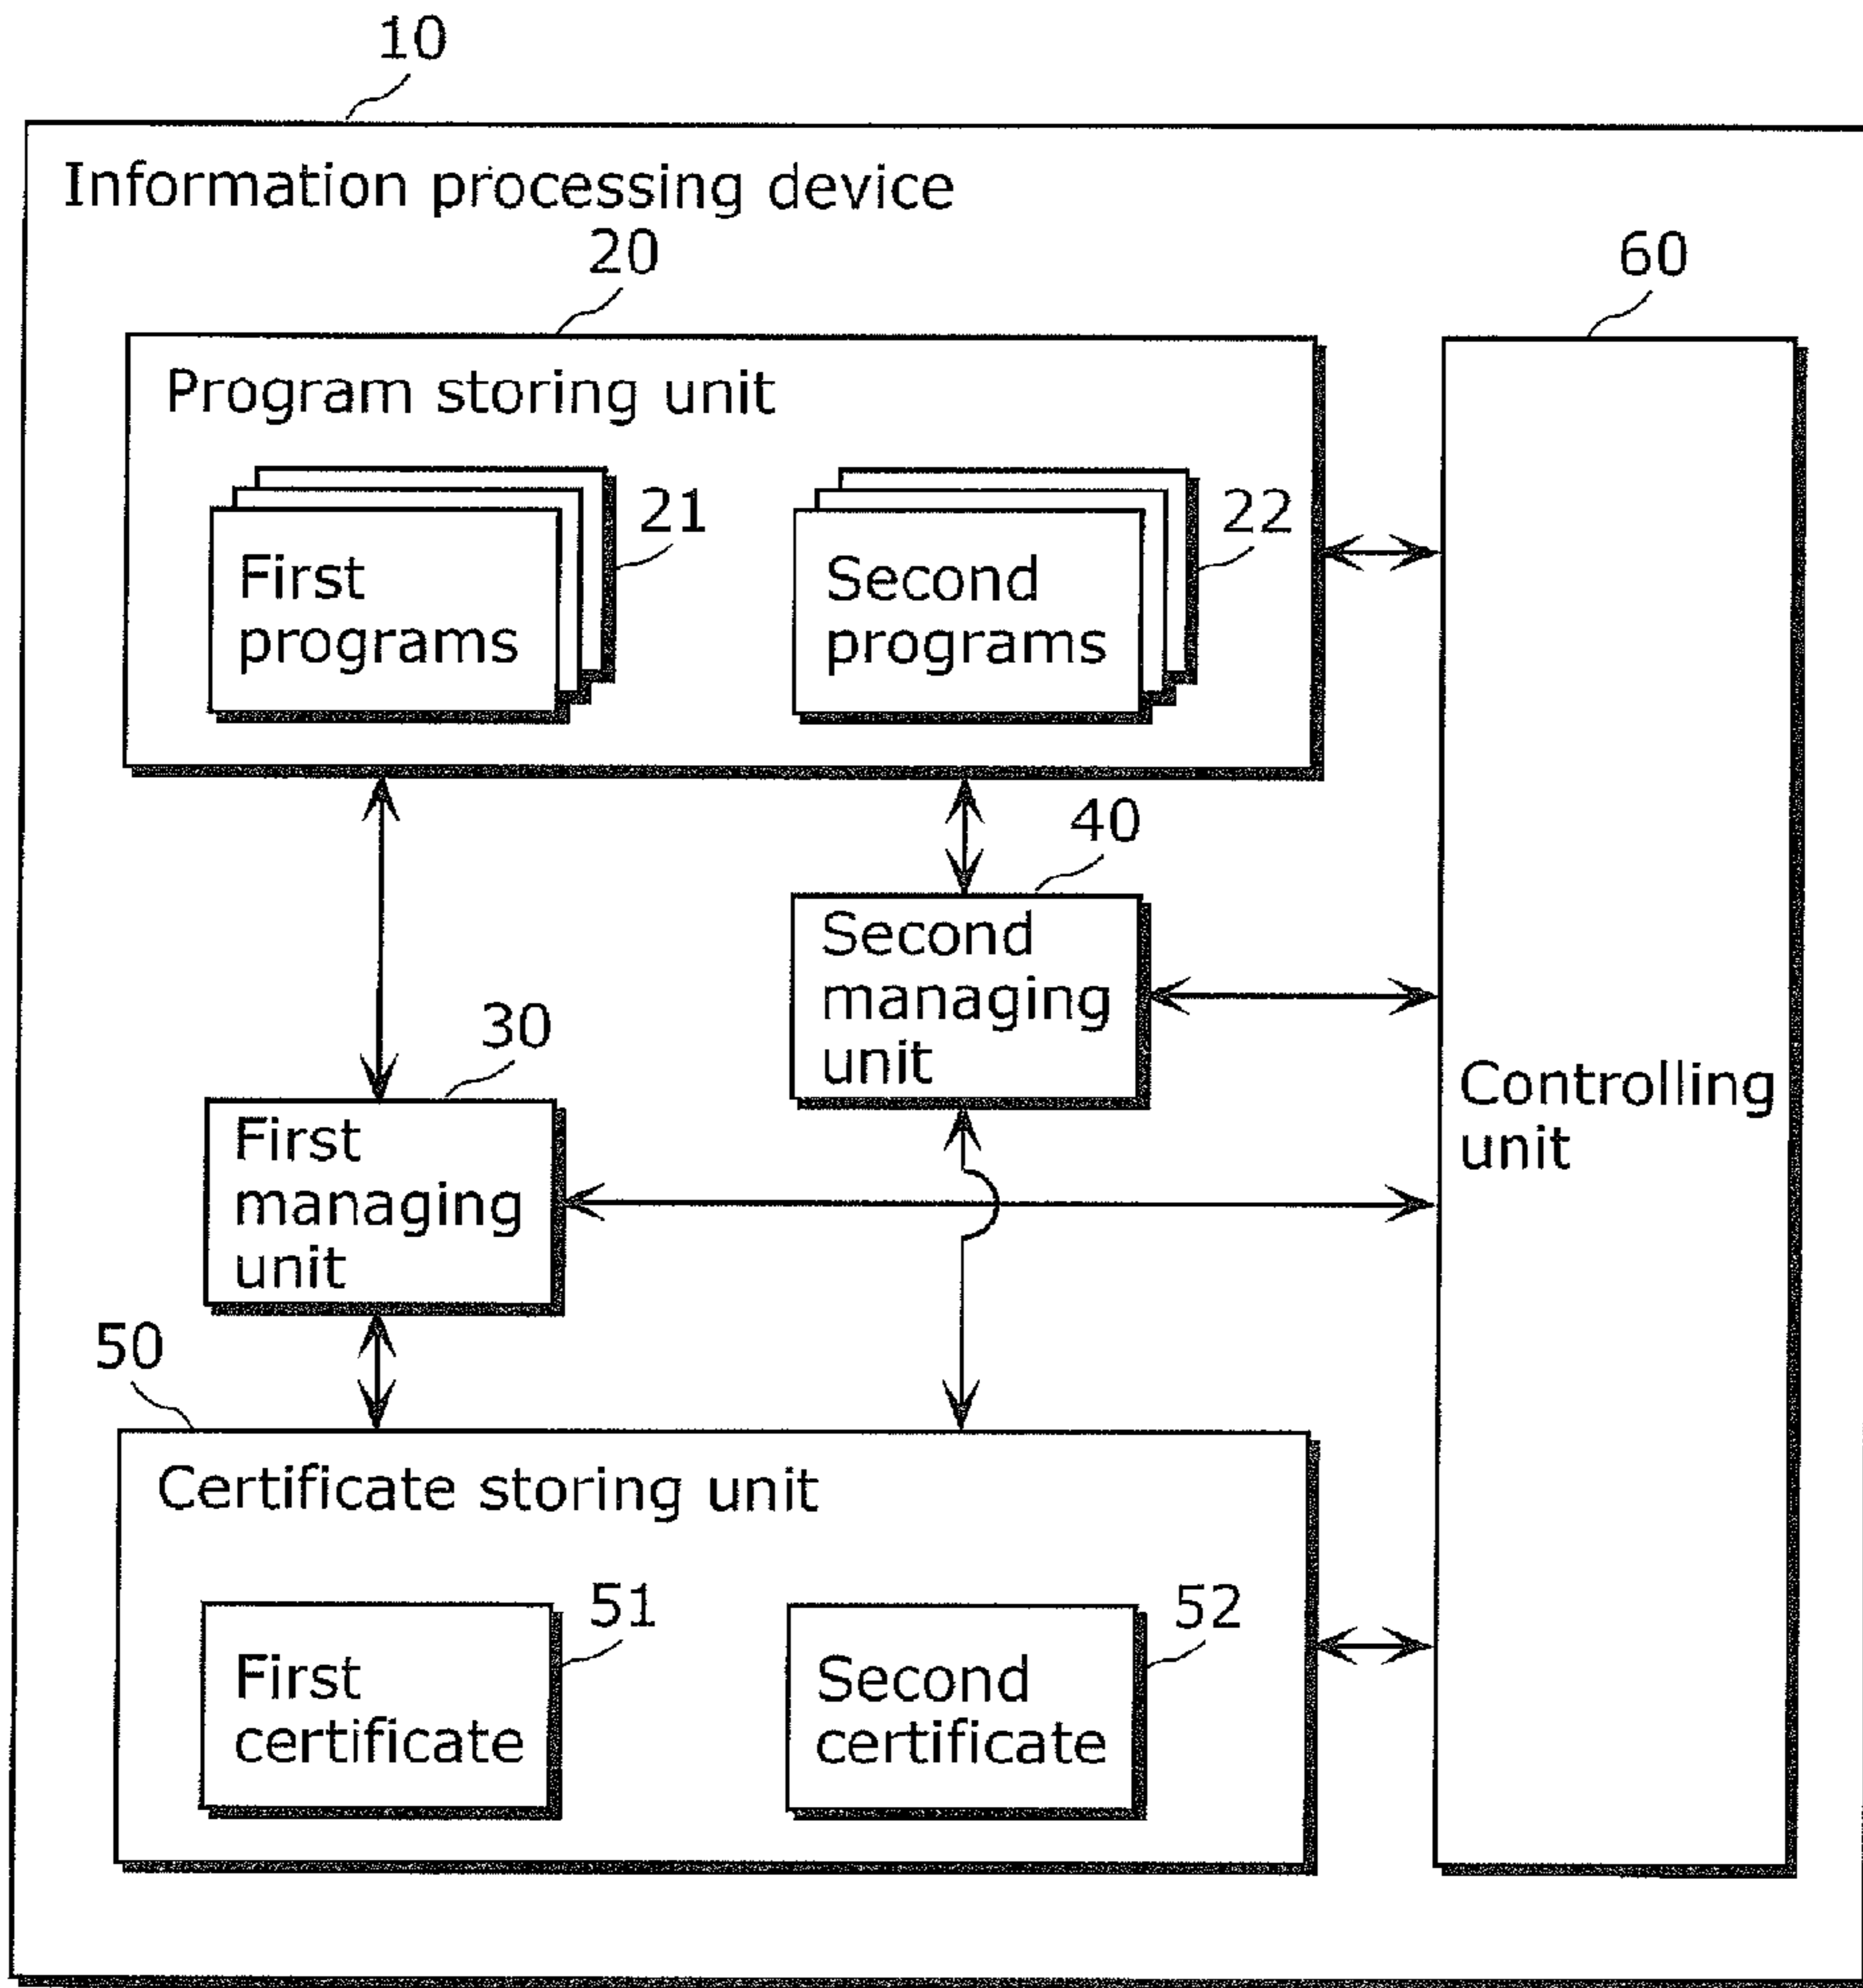 10
Information processing device
20
60
Program storing unit
21
22
First
programs
Second
programs
40
Second
managing
unit
30
First
managing
unit
Controlling
unit
50
Certificate storing unit
51
52
First
certificate
Second
certificate